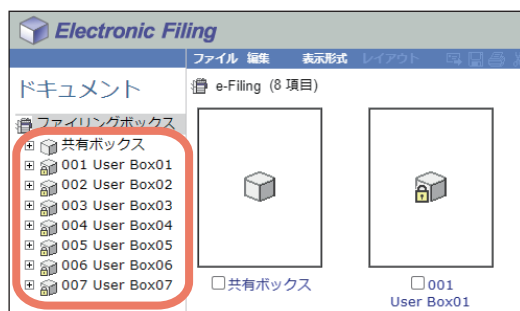 Electronic Filing
ファイル 編集 表示形式 レイアウト
ドキュメント
e-Filing (8 項目)
ファイリングボックス
共有ボックス
001 User Box01
002 User Box02
003 User Box03
004 User Box04
005 User Box05
006 User Box06
007 User Box07
共有ボックス
001
User Box01